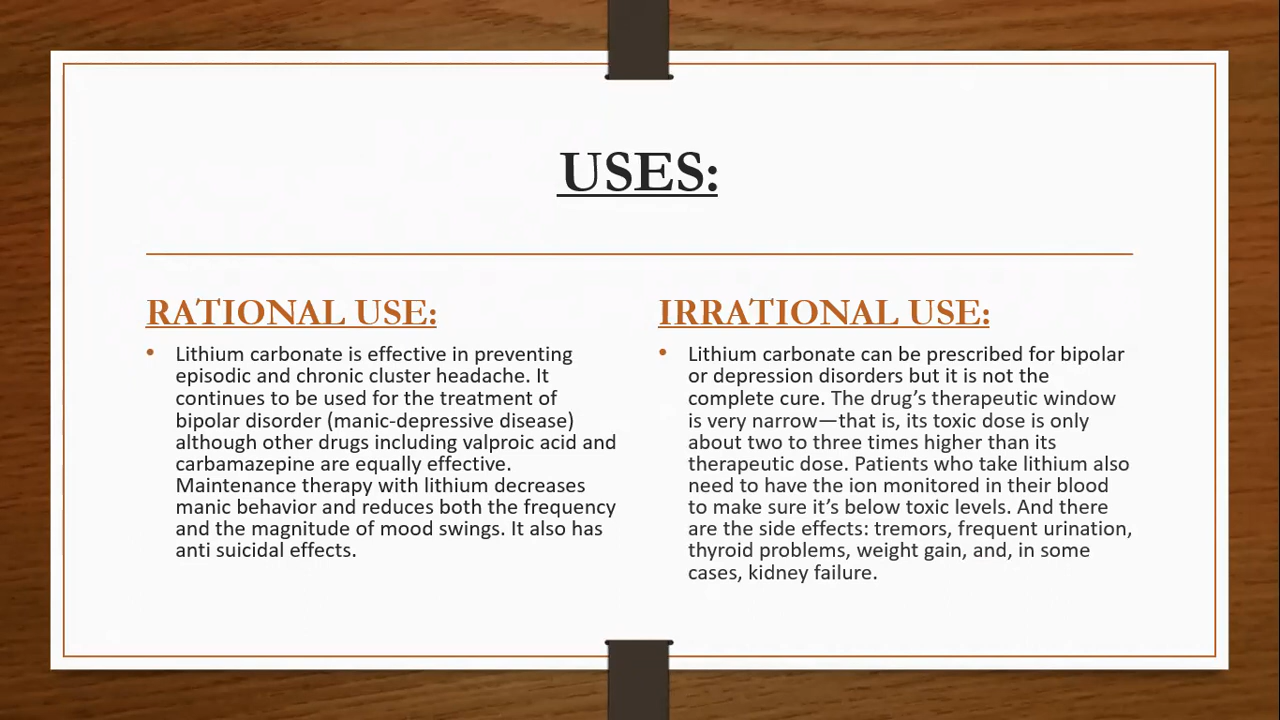 USES:
RATIONAL USE:
• Lithium carbonate is effective in preventing
episodic and chronic cluster headache. It
continues to be used for the treatment of
bipolar disorder (manic-depressive disease)
although other drugs including valproic acid and
carbamazepine are equally effective.
Maintenance therapy with lithium decreases
manic behavior and reduces both the frequency
and the magnitude of mood swings. It also has
anti suicidal effects.
IRRATIONAL USE:
• Lithium carbonate can be prescribed for bipolar
or depression disorders but it is not the
complete cure. The drug’s therapeutic window
is very narrow—that is, its toxic dose is only
about two to three times higher than its
therapeutic dose. Patients who take lithium also
need to have the ion monitored in their blood
to make sure it’s below toxic levels. And there
are the side effects: tremors, frequent urination,
thyroid problems, weight gain, and, in some
cases, kidney failure.